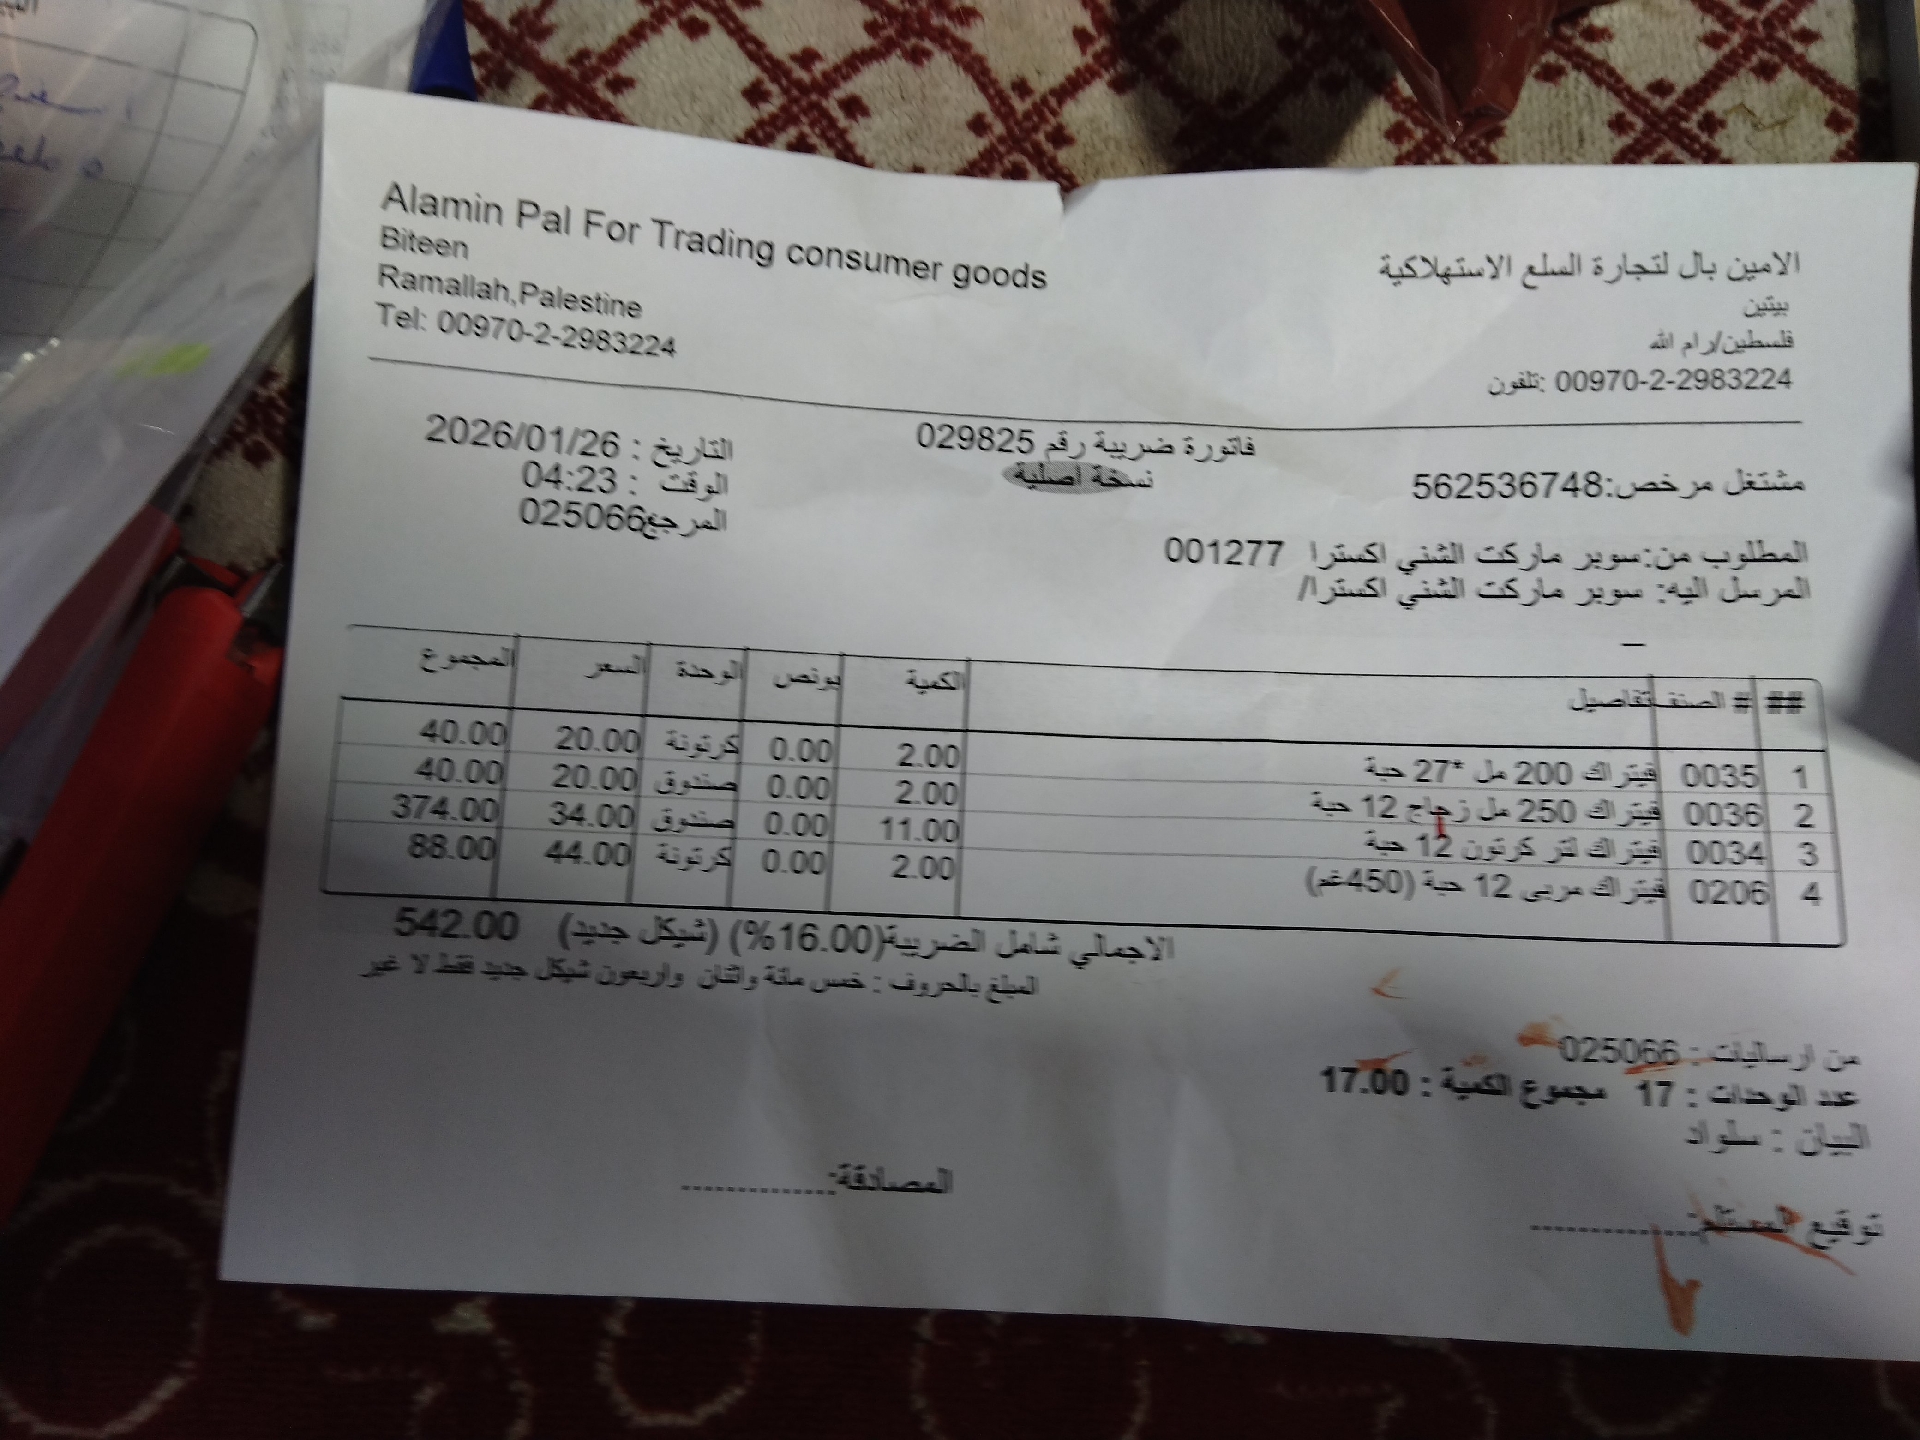 Alamin Pal For Trading consumer goods
Biteen
Ramallah,Palestine
Tel: 00970-2-2983224
الامين بال لتجارة السلع الاستهلاكية
بيتين
فلسطين/رام الله
تلفون: 00970-2-2983224
فاتورة ضريبة رقم 029825
نسخة اصلية
التاريخ : 2026/01/26
الوقت : 04:23
المرجع025066
مشتغل مرخص:562536748
المطلوب من:سوبر ماركت الشني اكسترا 001277
المرسل اليه: سوبر ماركت الشني اكسترا/
–
## # الصنف تفاصيل الكمية بونص الوحدة السعر المجموع
1 0035 فيتراك 200 مل *27 حبة 2.00 0.00 كرتونة 20.00 40.00
2 0036 فيتراك 250 مل زجاج 12 حبة 2.00 0.00 صندوق 20.00 40.00
3 0034 فيتراك لتر كرتون 12 حبة 11.00 0.00 صندوق 34.00 374.00
4 0206 فيتراك مربى 12 حبة (450غم) 2.00 0.00 كرتونة 44.00 88.00
الاجمالي شامل الضريبة(16.00%) (شيكل جديد) 542.00
المبلغ بالحروف : خمس مائة واثنان واربعون شيكل جديد فقط لا غير
من ارساليات : 025066
عدد الوحدات : 17 مجموع الكمية : 17.00
البيان : سلواد
المصادقة:..............
توقيع المستلم:..............